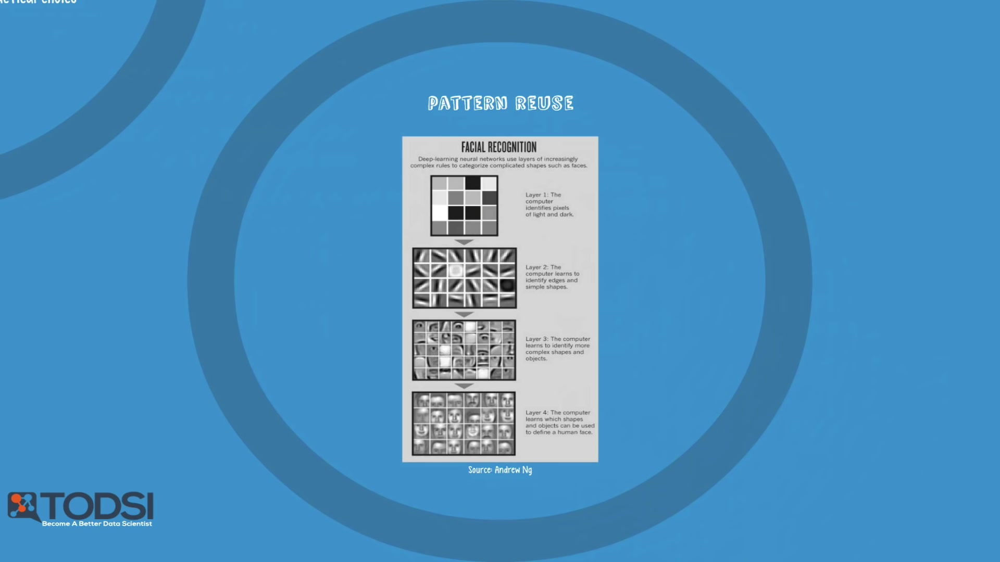 PATTERN REUSE
FACIAL RECOGNITION
Deep-learning neural networks use layers of increasingly
complex rules to categorize complicated shapes such as faces.
Layer 1: The
computer
identifies pixels
of light and dark.
Layer 2: The
computer learns to
identify edges and
simple shapes.
Layer 3: The computer
learns to identify more
complex shapes and
objects.
Layer 4: The computer
learns which shapes
and objects can be used
to define a human face.
Source: Andrew Ng
TODSI
Become A Better Data Scientist